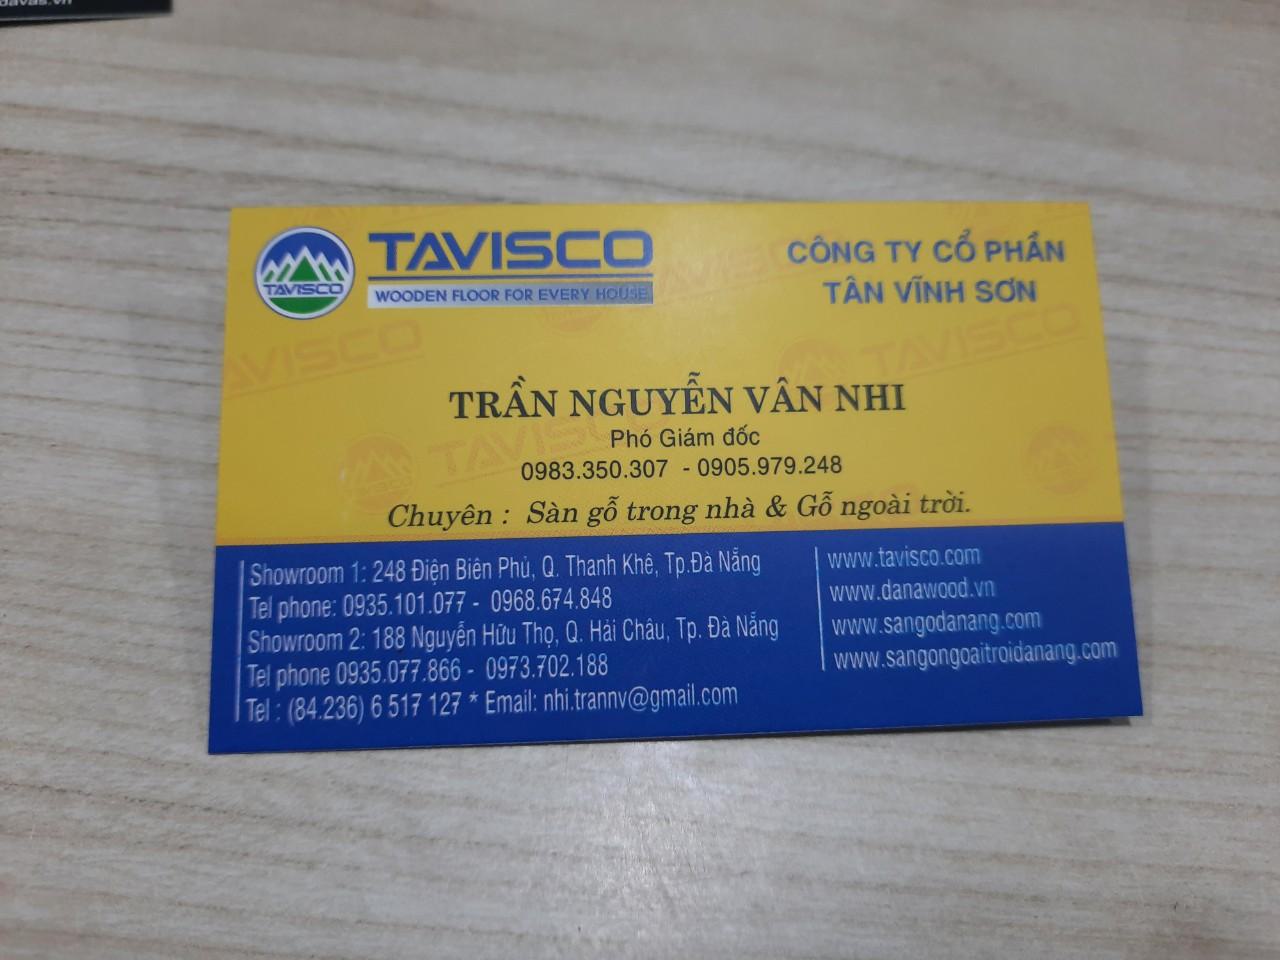 davas.vn
TAVISCO
TAVISCO
WOODEN FLOOR FOR EVERY HOUSE
CÔNG TY CỔ PHẦN
TÂN VĨNH SƠN
TRẦN NGUYỄN VÂN NHI
Phó Giám đốc
0983.350.307 - 0905.979.248
Chuyên : Sàn gỗ trong nhà & Gỗ ngoài trời.
Showroom 1: 248 Điện Biên Phủ, Q. Thanh Khê, Tp.Đà Nẵng
Tel phone: 0935.101.077 - 0968.674.848
Showroom 2: 188 Nguyễn Hữu Thọ, Q. Hải Châu, Tp. Đà Nẵng
Tel phone 0935.077.866 - 0973.702.188
Tel : (84.236) 6 517 127 * Email: nhi.trannv@gmail.com
www.tavisco.com
www.danawood.vn
www.sangodanang.com
www.sangongoaitroidanang.com